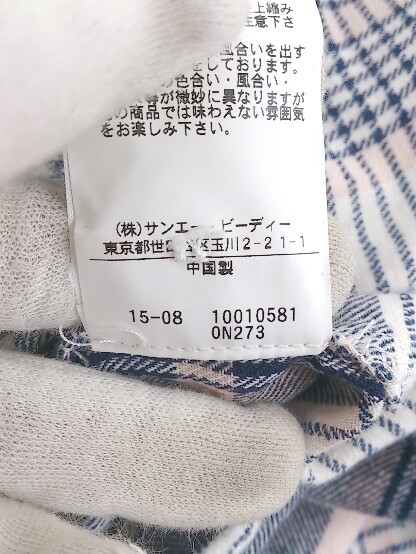 上縮み
注意下さ
風合いを出す
をしております。
の色合い・風合い・
が微妙に異なりますが
の商品では味わえない雰囲気
をお楽しみ下さい。
(株)サンエー・ビーディー
東京都世田谷区玉川2-21-1
中国製
15-08 10010581
0N273